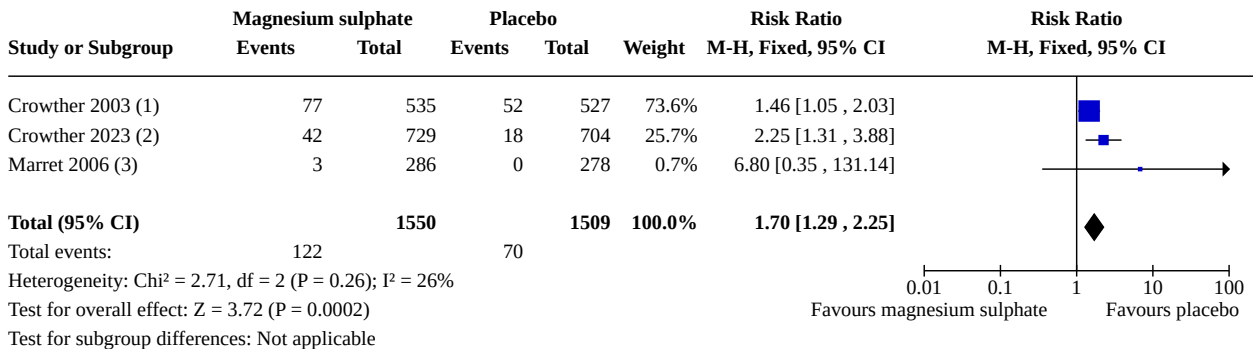 Magnesium sulphate Placebo Risk Ratio Risk Ratio
Study or Subgroup Events Total Events Total Weight M-H, Fixed, 95% CI M-H, Fixed, 95% CI
Crowther 2003 (1) 77 535 52 527 73.6% 1.46 [1.05 , 2.03]
Crowther 2023 (2) 42 729 18 704 25.7% 2.25 [1.31 , 3.88]
Marret 2006 (3) 3 286 0 278 0.7% 6.80 [0.35 , 131.14]
Total (95% CI) 1550 1509 100.0% 1.70 [1.29 , 2.25]
Total events: 122 70
Heterogeneity: Chi² = 2.71, df = 2 (P = 0.26); I² = 26%
0.01 0.1 1 10 100
Test for overall effect: Z = 3.72 (P = 0.0002) Favours magnesium sulphate Favours placebo
Test for subgroup differences: Not applicable